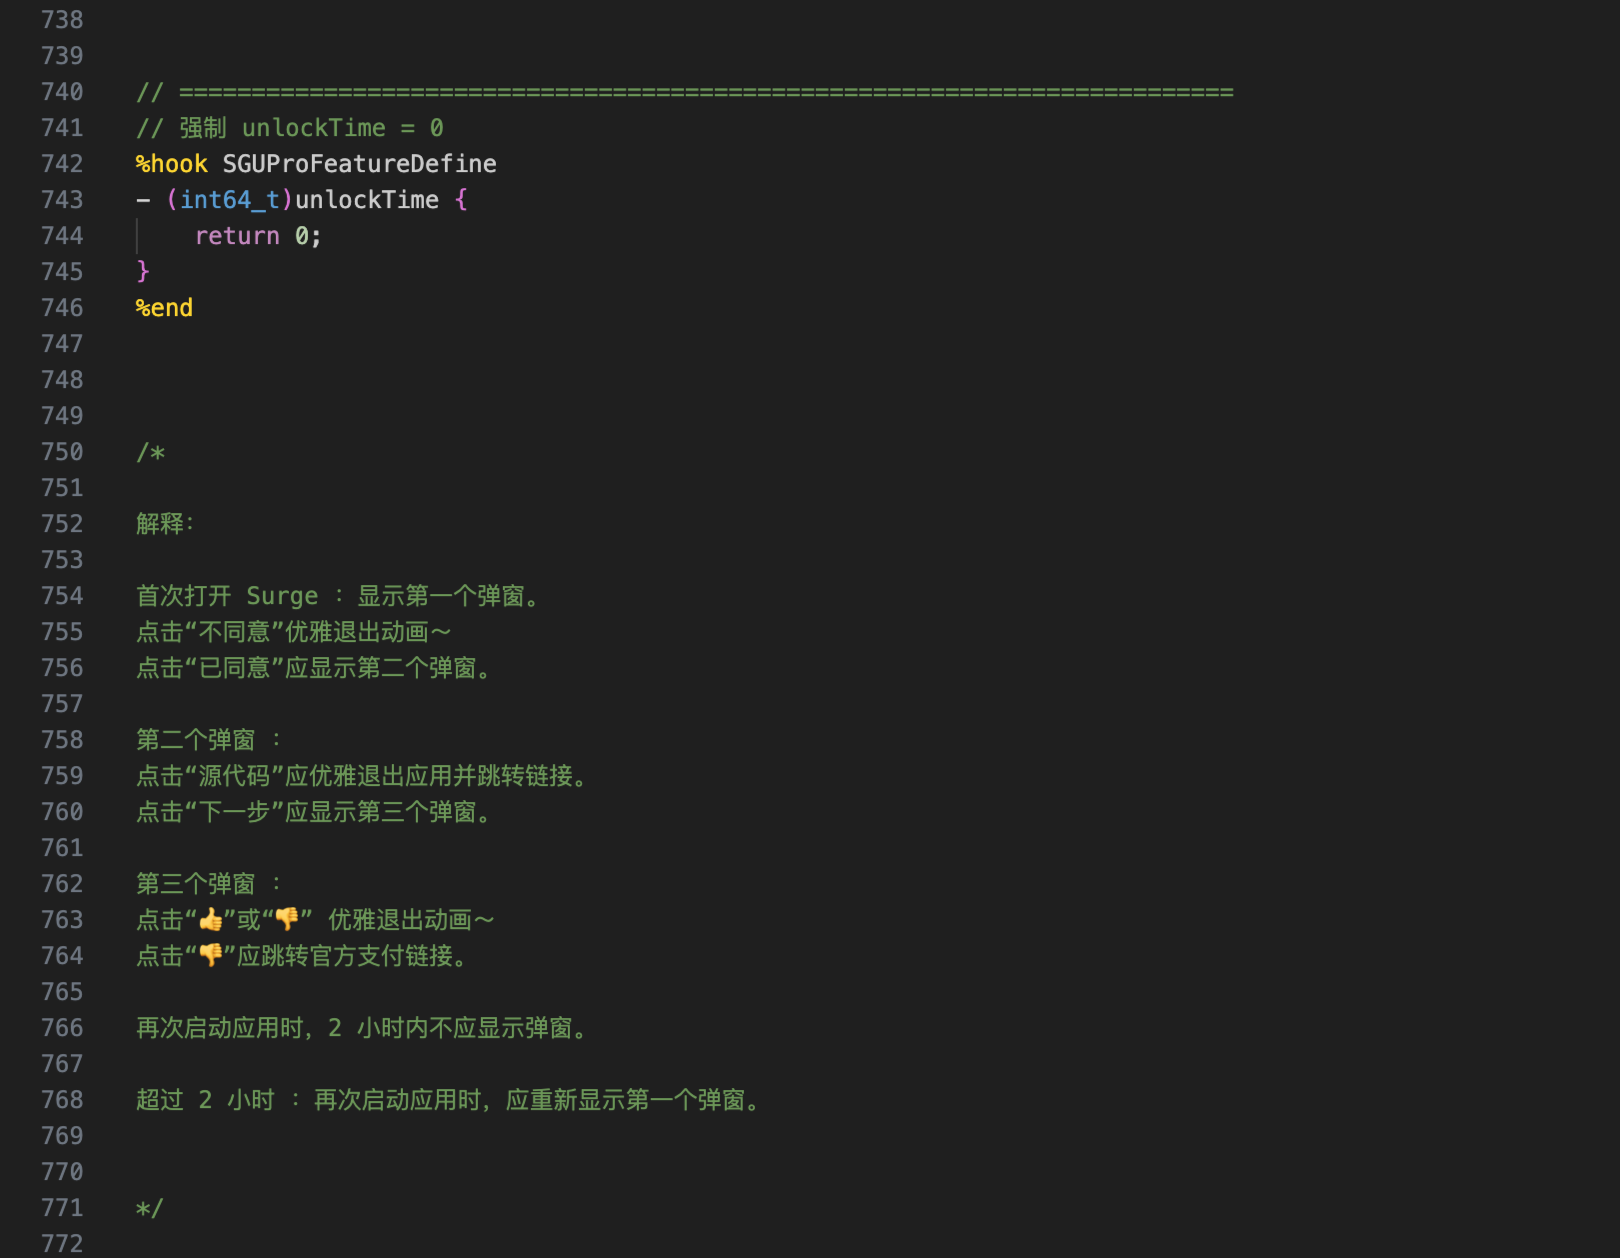 738
739
740 // =========================================================================
741 // 强制 unlockTime = 0
742 %hook SGUProFeatureDefine
743 - (int64_t)unlockTime {
744     return 0;
745 }
746 %end
747
748
749
750 /*
751
752 解释:
753
754 首次打开 Surge : 显示第一个弹窗。
755 点击“不同意”优雅退出动画～
756 点击“已同意”应显示第二个弹窗。
757
758 第二个弹窗 :
759 点击“源代码”应优雅退出应用并跳转链接。
760 点击“下一步”应显示第三个弹窗。
761
762 第三个弹窗 :
763 点击“👍”或“👎” 优雅退出动画～
764 点击“👎”应跳转官方支付链接。
765
766 再次启动应用时, 2 小时内不应显示弹窗。
767
768 超过 2 小时 : 再次启动应用时, 应重新显示第一个弹窗。
769
770
771 */
772